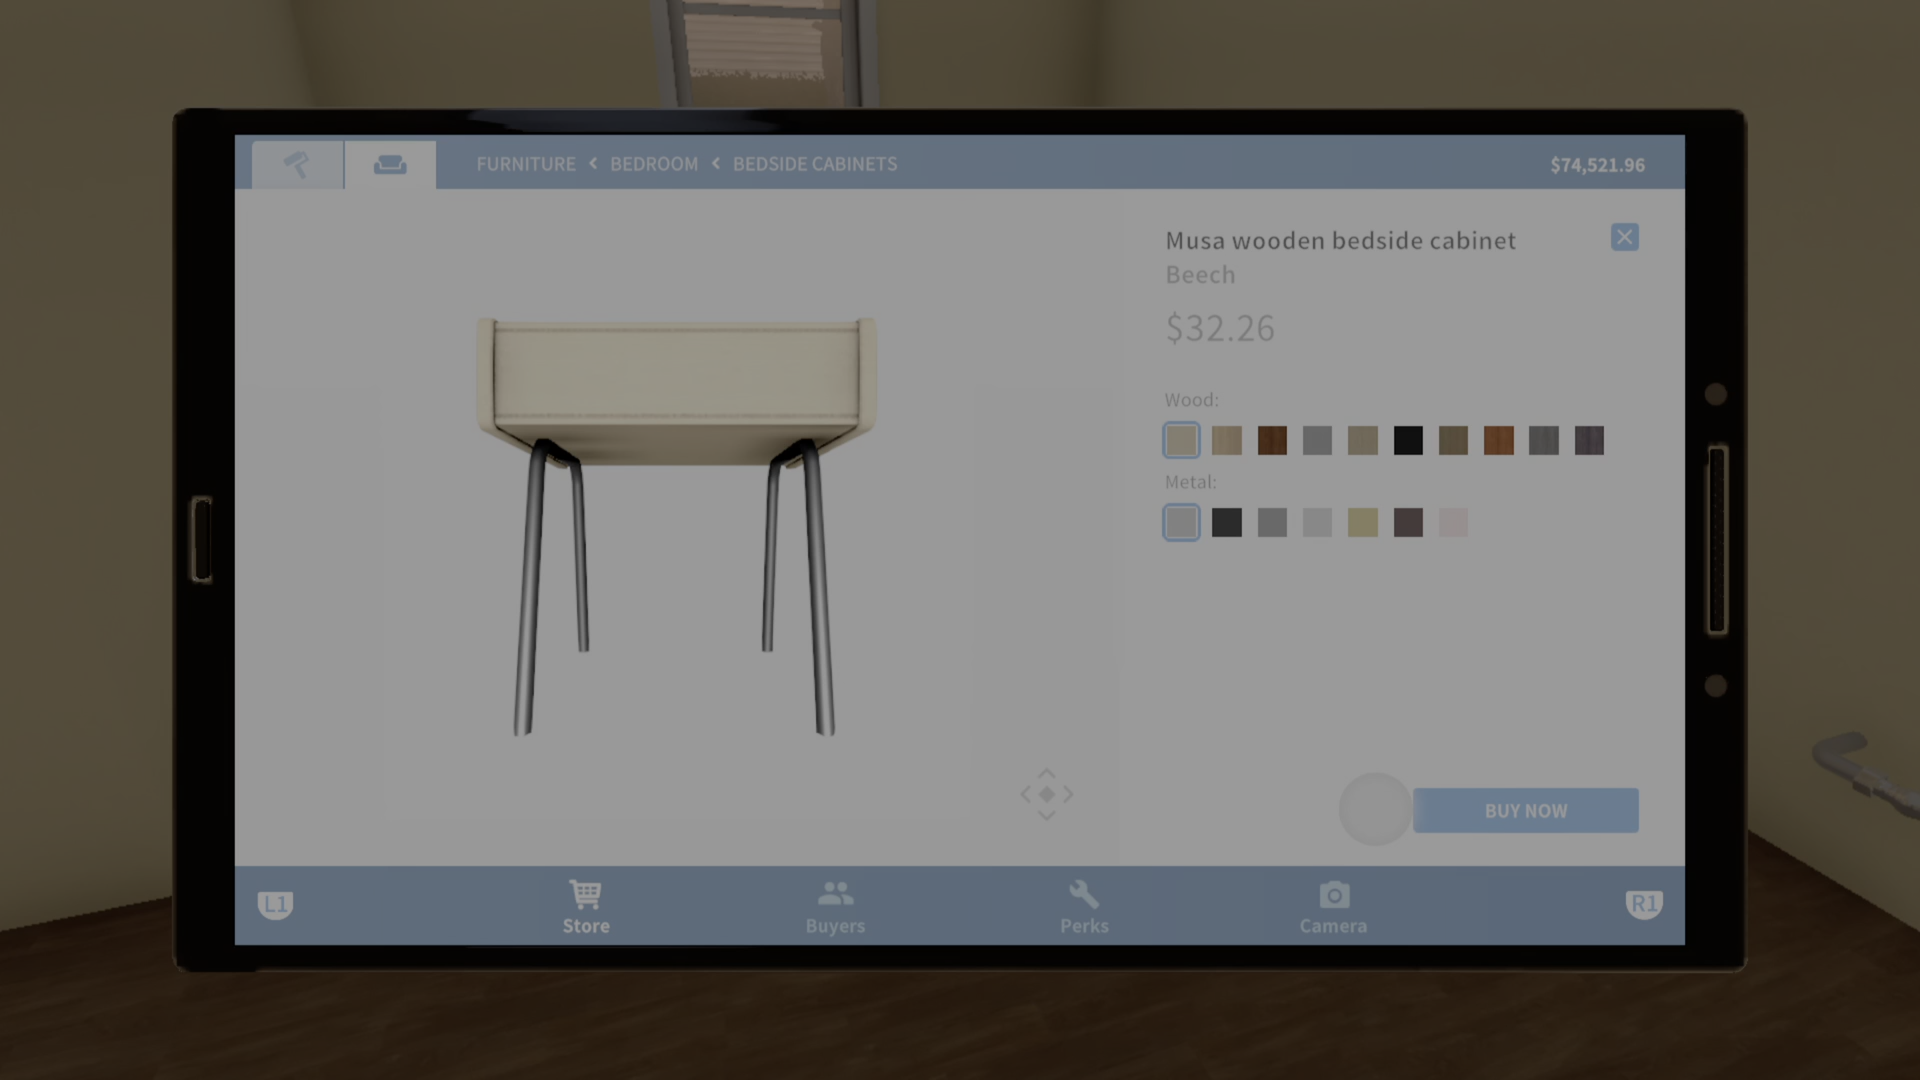 FURNITURE < BEDROOM < BEDSIDE CABINETS
$74,521.96
Musa wooden bedside cabinet
Beech
$32.26
Wood:
Metal:
BUY NOW
L1
Store
Buyers
Perks
Camera
R1